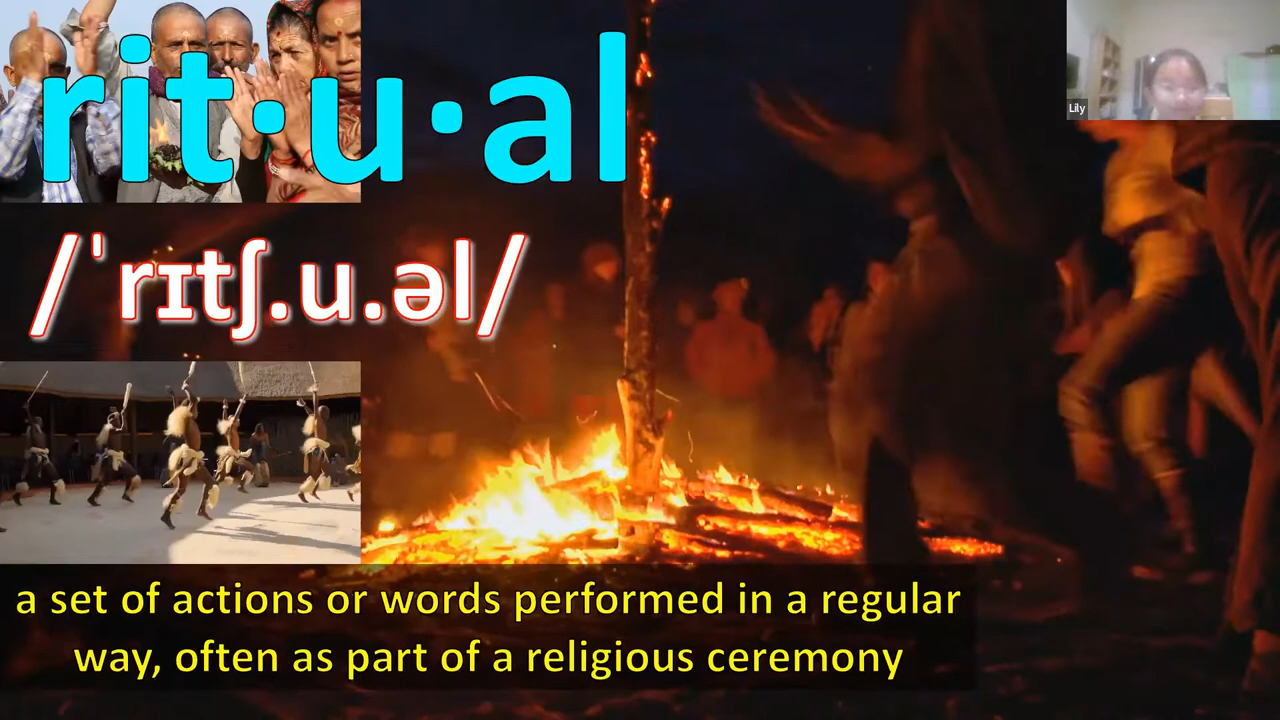 rit·u·al
Lily
/ˈrɪtʃ.u.əl/
a set of actions or words performed in a regular
way, often as part of a religious ceremony